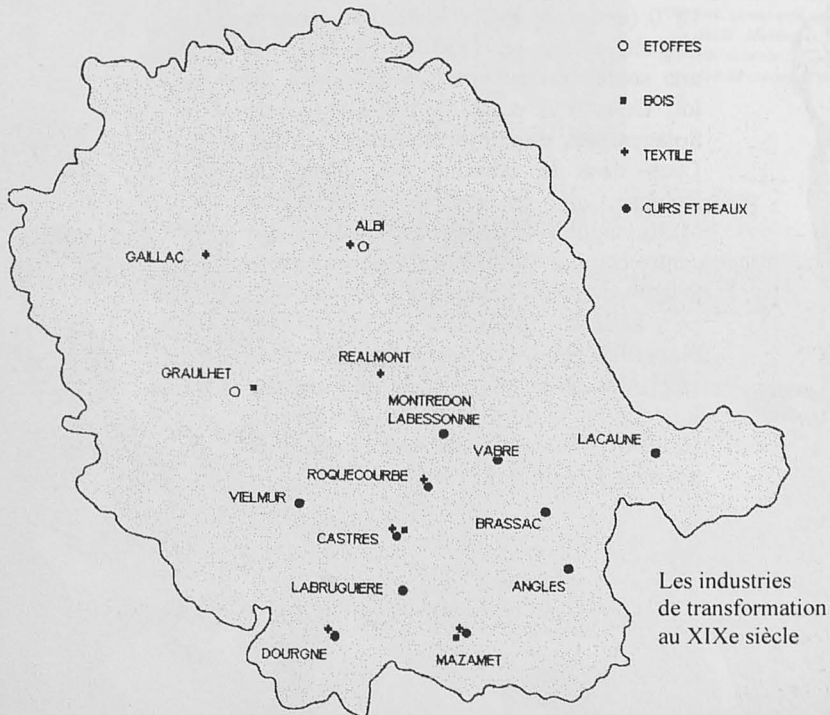 ETOFFES
BOIS
TEXTILE
CUIRS ET PEAUX
ALBI
GAILLAC
REALMONT
GRAULHET
MONTREDON
LABESSONNIE
VABRE
LACAUNE
ROQUECOURBE
VIELMUR
BRASSAC
CASTRES
ANGLES
LABRUGUIERE
DOURGNE
MAZAMET
Les industries
de transformation
au XIXe siècle